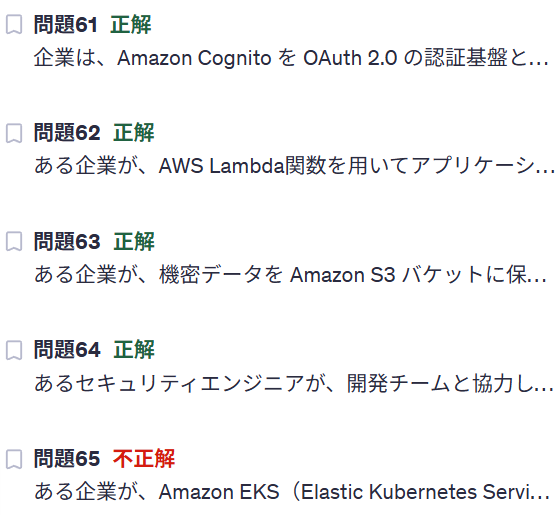 問題61 正解
企業は、Amazon Cognito を OAuth 2.0 の認証基盤と...
問題62 正解
ある企業が、AWS Lambda関数を用いてアプリケーシ...
問題63 正解
ある企業が、機密データを Amazon S3 バケットに保...
問題64 正解
あるセキュリティエンジニアが、開発チームと協力し...
問題65 不正解
ある企業が、Amazon EKS（Elastic Kubernetes Servi...